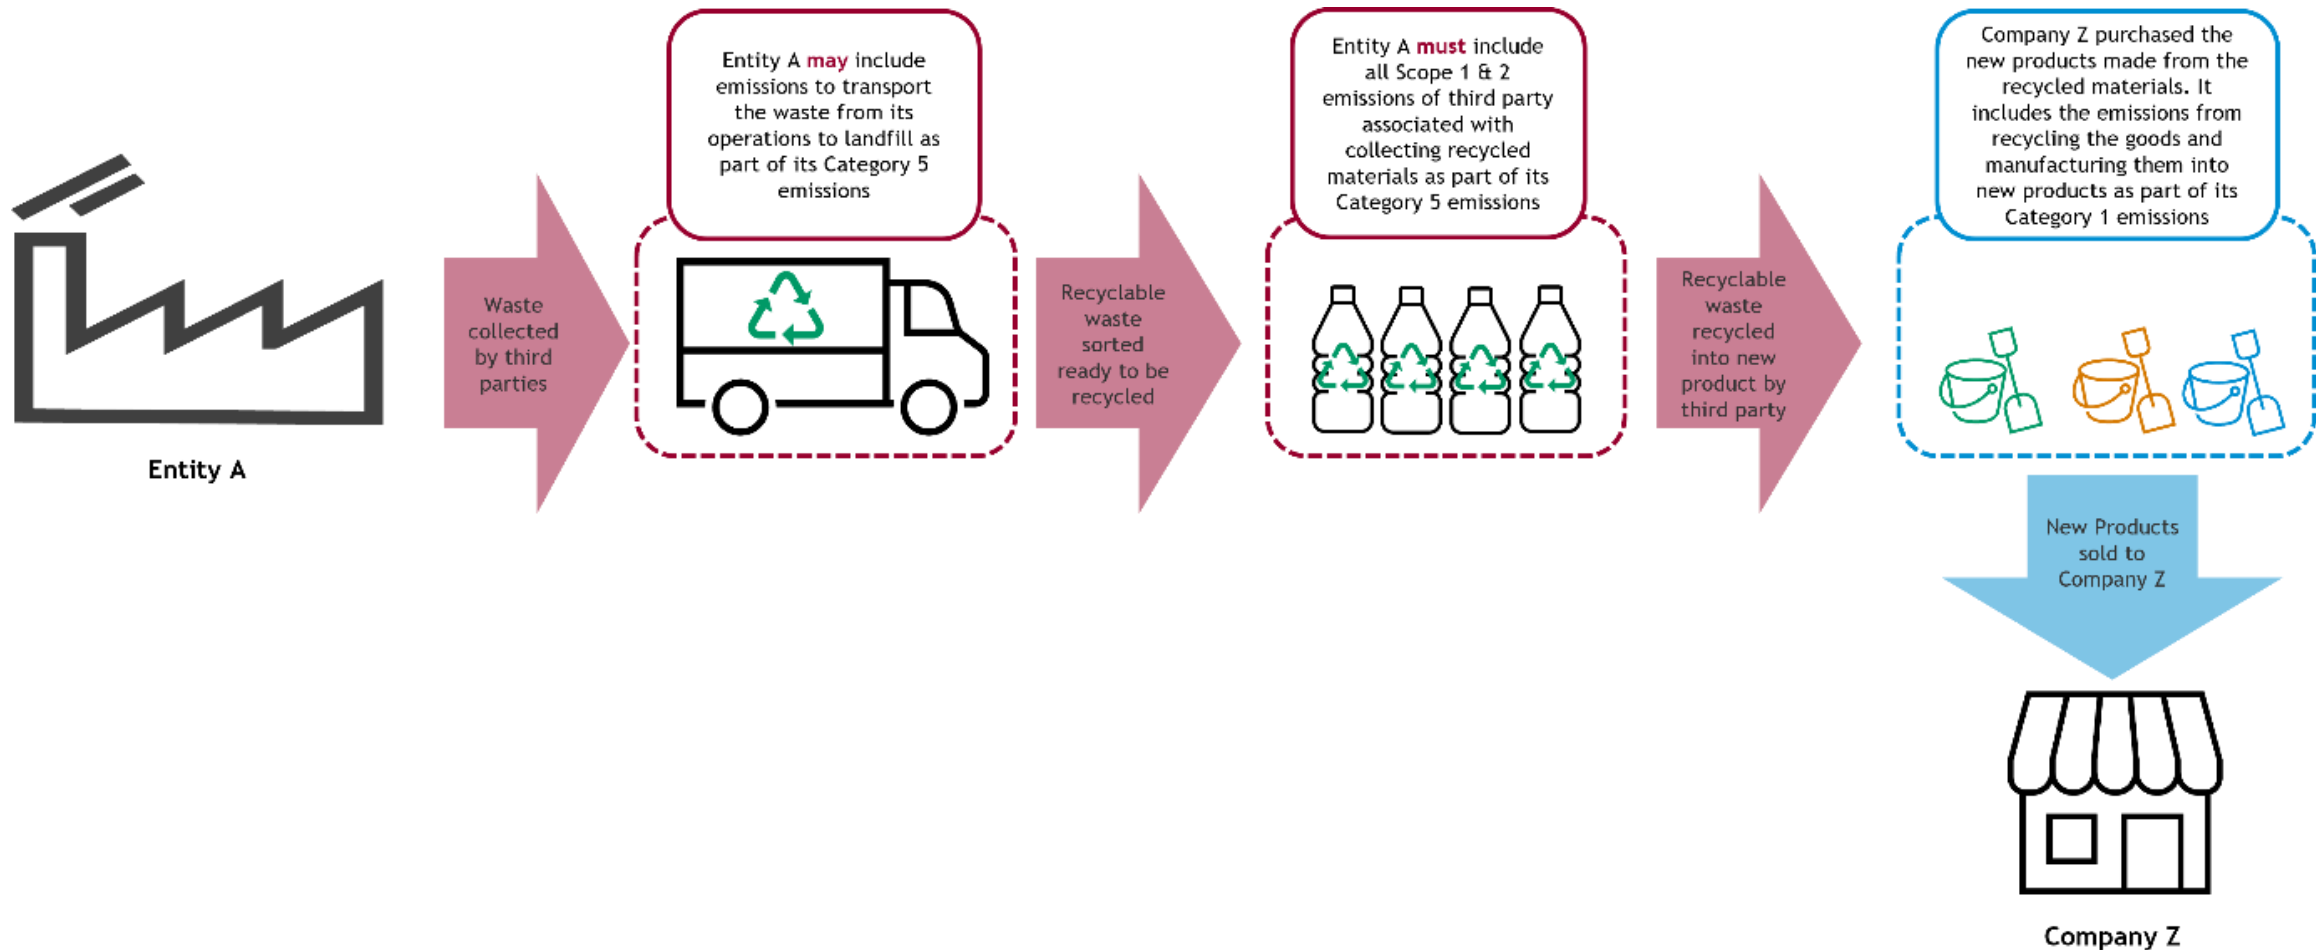 Entity A
Waste
collected
by third
parties
Entity A may include
emissions to transport
the waste from its
operations to landfill as
part of its Category 5
emissions
Recyclable
waste
sorted
ready to be
recycled
Entity A must include
all Scope 1 & 2
emissions of third party
associated with
collecting recycled
materials as part of its
Category 5 emissions
Recyclable
waste
recycled
into new
product by
third party
Company Z purchased the
new products made from the
recycled materials. It
includes the emissions from
recycling the goods and
manufacturing them into
new products as part of its
Category 1 emissions
New Products
sold to
Company Z
Company Z